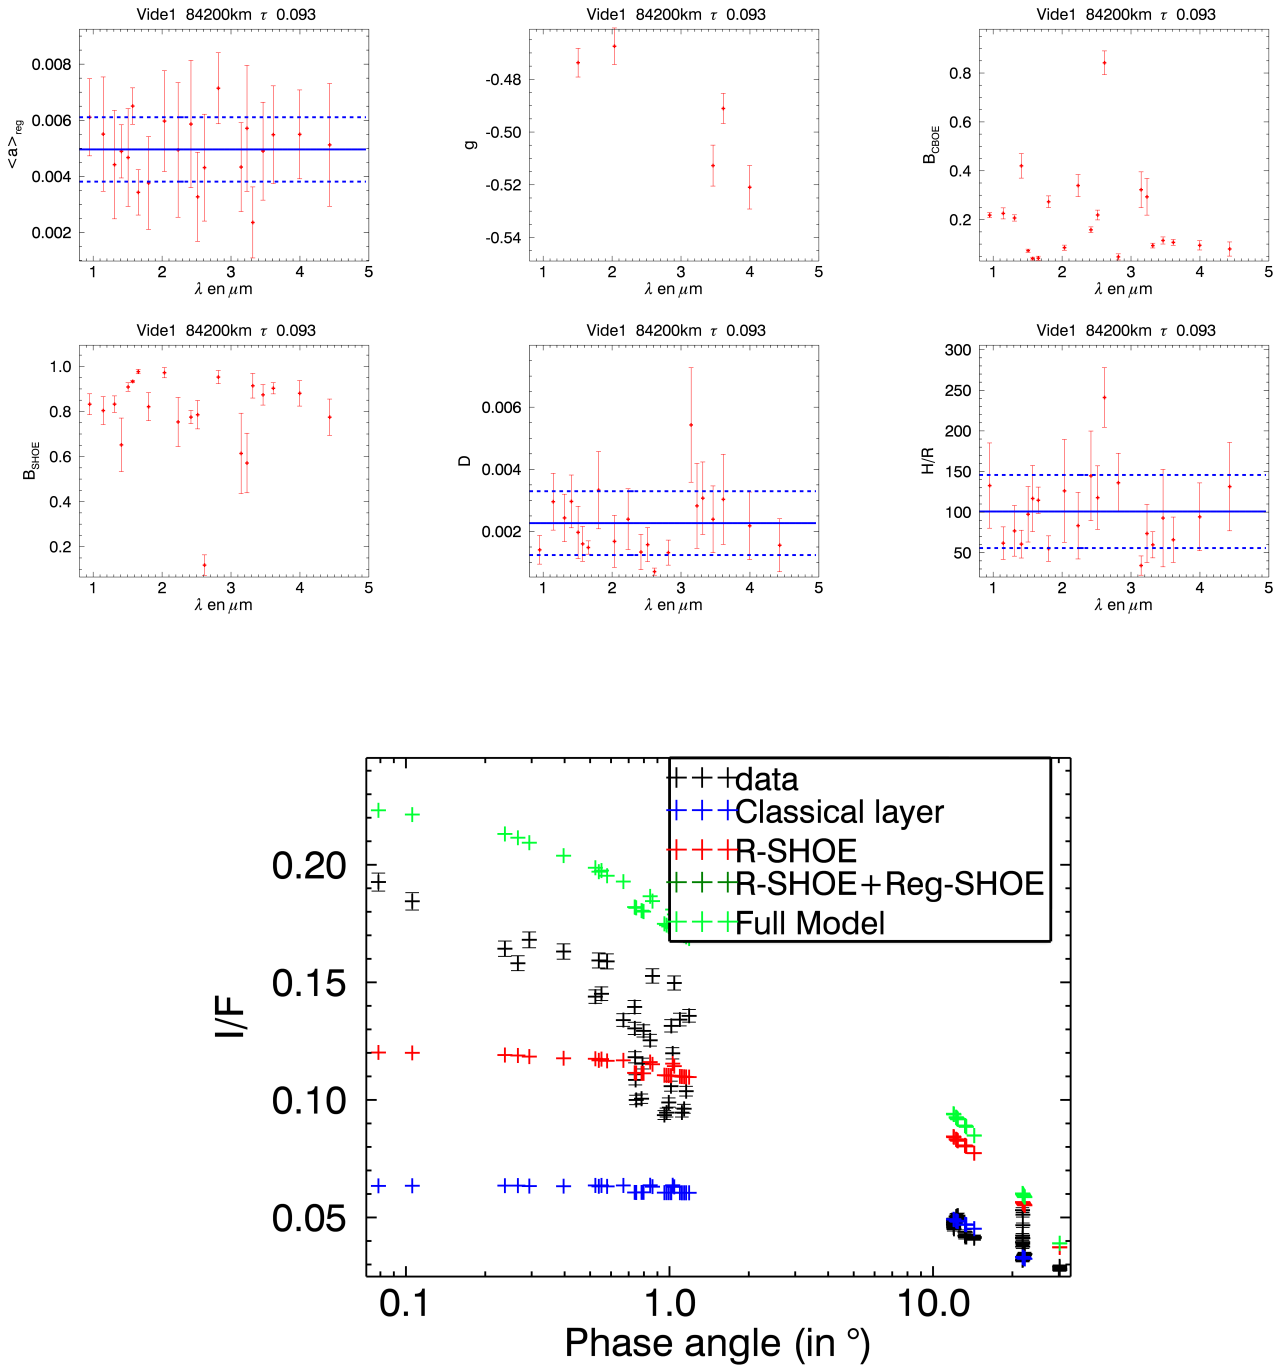 Vide1 84200km τ 0.093
<a>reg
0.008
0.006
0.004
0.002
1 2 3 4 5
λ en μm
Vide1 84200km τ 0.093
g
-0.48
-0.50
-0.52
-0.54
1 2 3 4 5
λ en μm
Vide1 84200km τ 0.093
BCBOE
0.8
0.6
0.4
0.2
1 2 3 4 5
λ en μm
Vide1 84200km τ 0.093
BSHOE
1.0
0.8
0.6
0.4
0.2
1 2 3 4 5
λ en μm
Vide1 84200km τ 0.093
D
0.006
0.004
0.002
1 2 3 4 5
λ en μm
Vide1 84200km τ 0.093
H/R
300
250
200
150
100
50
1 2 3 4 5
λ en μm
data
Classical layer
R-SHOE
R-SHOE+Reg-SHOE
Full Model
I/F
0.20
0.15
0.10
0.05
0.1 1.0 10.0
Phase angle (in °)